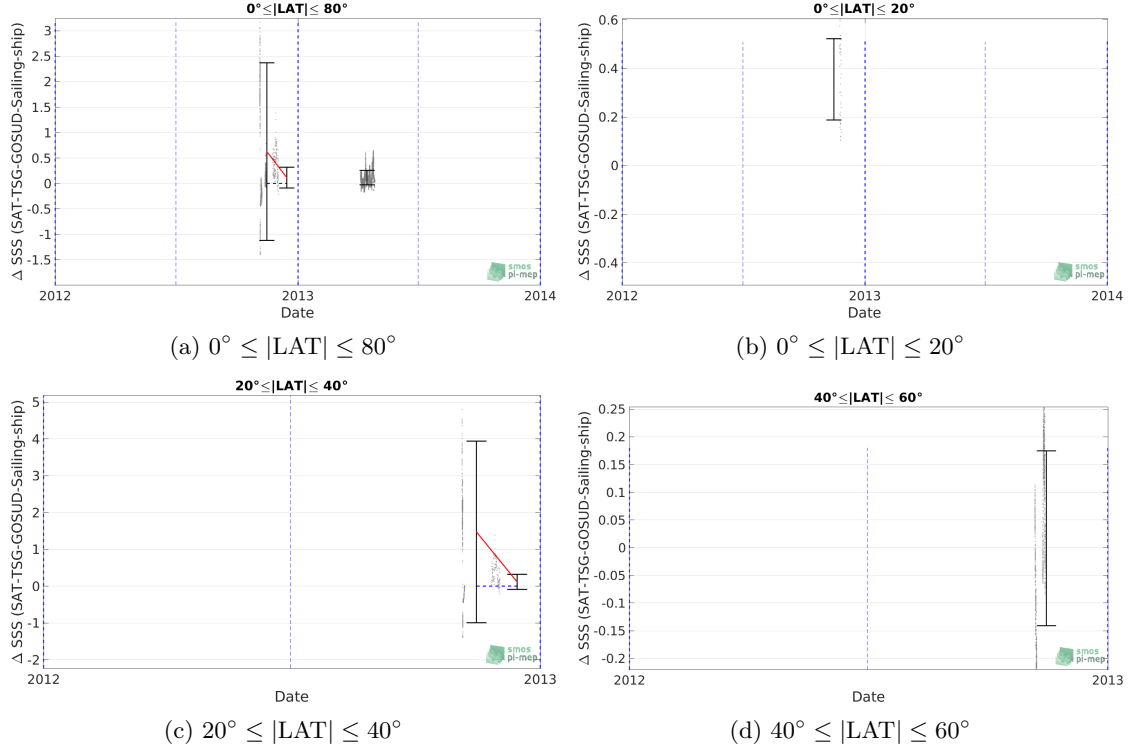 0°≤|LAT|≤ 80°
Δ SSS (SAT-TSG-GOSUD-Sailing-ship)
3
2.5
2
1.5
1
0.5
0
-0.5
-1
-1.5
smos
pi-mep
2012
2013
2014
Date
(a) 0° ≤ |LAT| ≤ 80°
0°≤|LAT|≤ 20°
Δ SSS (SAT-TSG-GOSUD-Sailing-ship)
0.6
0.4
0.2
0
-0.2
-0.4
smos
pi-mep
2012
2013
2014
Date
(b) 0° ≤ |LAT| ≤ 20°
20°≤|LAT|≤ 40°
Δ SSS (SAT-TSG-GOSUD-Sailing-ship)
5
4
3
2
1
0
-1
-2
smos
pi-mep
2012
2013
Date
(c) 20° ≤ |LAT| ≤ 40°
40°≤|LAT|≤ 60°
Δ SSS (SAT-TSG-GOSUD-Sailing-ship)
0.25
0.2
0.15
0.1
0.05
0
-0.05
-0.1
-0.15
-0.2
smos
pi-mep
2012
2013
Date
(d) 40° ≤ |LAT| ≤ 60°